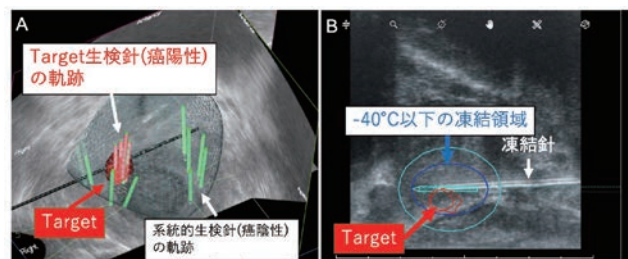 A
Target生検針(癌陽性)
の軌跡
Target
系統的生検針(癌陰性)
の軌跡
Right
B
-40°C以下の凍結領域
凍結針
Target